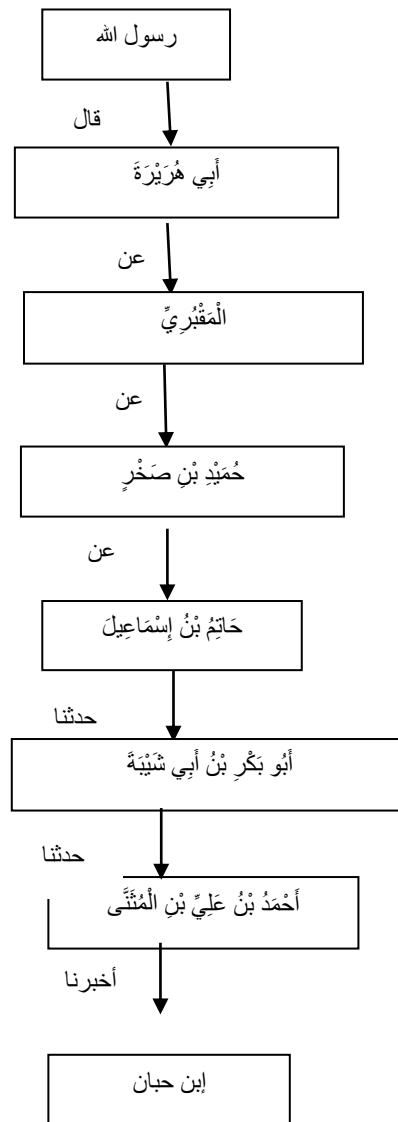 رسول الله
قال
أَبِي هُرَيْرَةَ
عن
الْمَقْبُرِيِّ
عن
حُمَيْدِ بْنِ صَخْرٍ
عن
حَاتِمُ بْنُ إِسْمَاعِيلَ
حدثنا
أَبُو بَكْرِ بْنُ أَبِي شَيْبَةَ
حدثنا
أَحْمَدُ بْنُ عَلِيِّ بْنِ الْمُثَنَّى
أخبرنا
إبن حبان